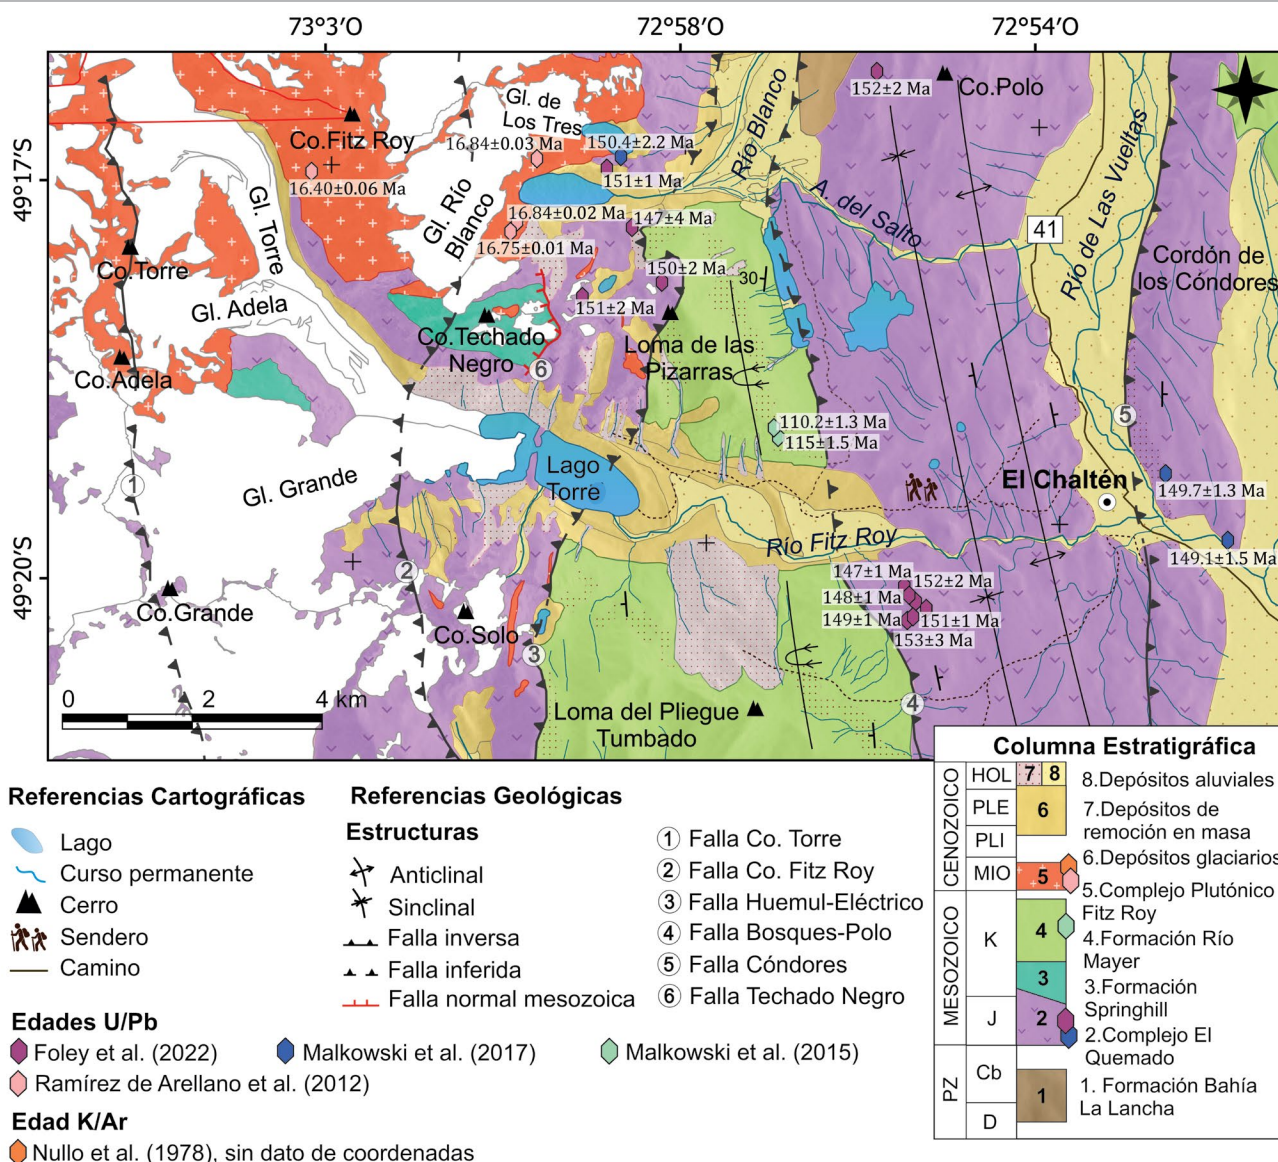 73°3′O
72°58′O
72°54′O
49°17′S
49°20′S
Co.Fitz Roy
16.40±0.06 Ma
Gl. de
Los Tres
16.84±0.03 Ma
150.4±2.2 Ma
151±1 Ma
Río Blanco
152±2 Ma
Co.Polo
Río de Las Vueltas
Gl. Torre
Gl. Río
Blanco
16.84±0.02 Ma
16.75±0.01 Ma
147±4 Ma
A. del Salto
41
Cordón de
los Cóndores
Co.Torre
Gl. Adela
150±2 Ma
30
151±2 Ma
Co.Techado
Negro
Loma de las
Pizarras
Co.Adela
6
5
110.2±1.3 Ma
115±1.5 Ma
Gl. Grande
Lago
Torre
1
El Chaltén
149.7±1.3 Ma
Río Fitz Roy
149.1±1.5 Ma
2
147±1 Ma
152±2 Ma
148±1 Ma
149±1 Ma
151±1 Ma
153±3 Ma
Co.Grande
Co.Solo
3
4
0 2 4 km
Loma del Pliegue
Tumbado
Referencias Cartográficas
Lago
Curso permanente
Cerro
Sendero
Camino
Referencias Geológicas
Estructuras
Anticlinal
Sinclinal
Falla inversa
Falla inferida
Falla normal mesozoica
1 Falla Co. Torre
2 Falla Co. Fitz Roy
3 Falla Huemul-Eléctrico
4 Falla Bosques-Polo
5 Falla Cóndores
6 Falla Techado Negro
Edades U/Pb
Foley et al. (2022)
Malkowski et al. (2017)
Malkowski et al. (2015)
Ramírez de Arellano et al. (2012)
Edad K/Ar
Nullo et al. (1978), sin dato de coordenadas
Columna Estratigráfica
CENOZOICO
HOL
PLE
PLI
MIO
MESOZOICO
K
J
PZ
Cb
D
7
8
6
5
4
3
2
1
8.Depósitos aluviales
7.Depósitos de
remoción en masa
6.Depósitos glaciarios
5.Complejo Plutónico
Fitz Roy
4.Formación Río
Mayer
3.Formación
Springhill
2.Complejo El
Quemado
1. Formación Bahía
La Lancha